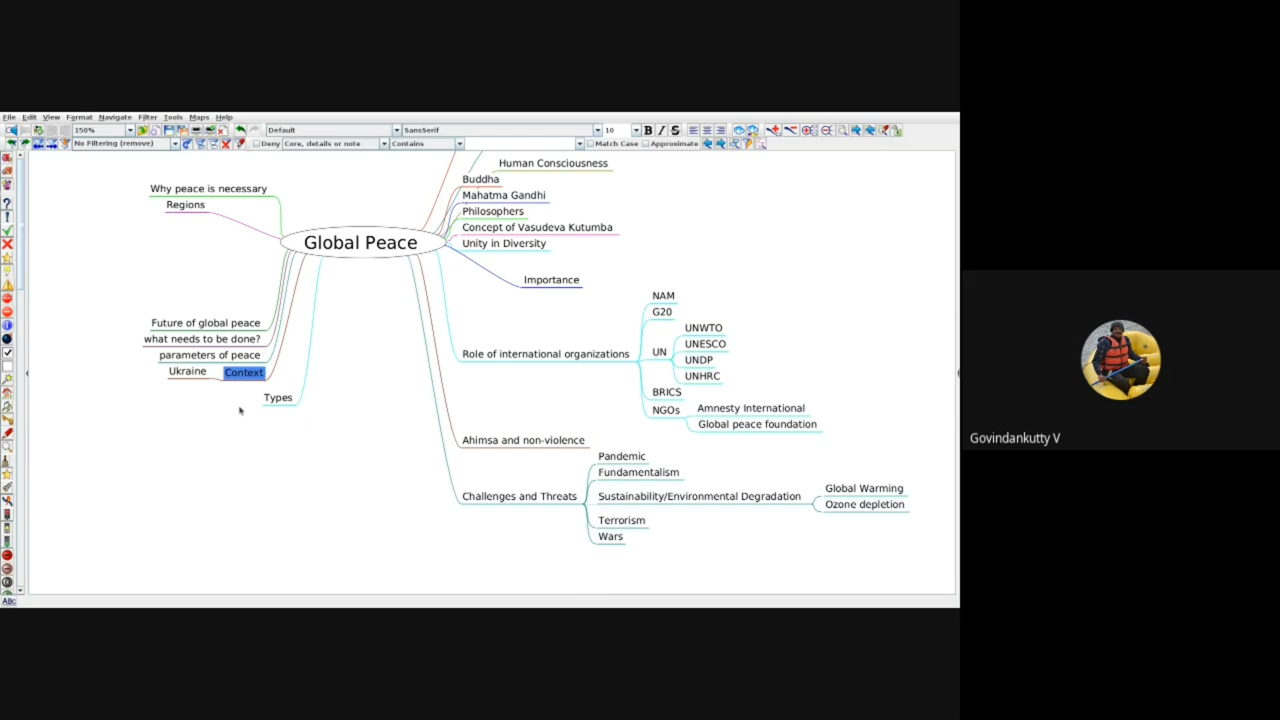 File Edit View Format Navigate Filter Tools Maps Help
150% Default SansSerif 10
No Filtering (remove) Deny Core, details or note Contains Match Case Approximate
Human Consciousness
Buddha
Why peace is necessary
Mahatma Gandhi
Regions
Philosophers
Concept of Vasudeva Kutumba
Global Peace
Unity in Diversity
Importance
NAM
G20
Future of global peace
UNWTO
what needs to be done?
UNESCO
parameters of peace
Role of international organizations
UN
UNDP
Ukraine
Context
UNHRC
BRICS
Types
NGOs
Amnesty International
Global peace foundation
Ahimsa and non-violence
Govindankutty V
Pandemic
Fundamentalism
Challenges and Threats
Sustainability/Environmental Degradation
Global Warming
Ozone depletion
Terrorism
Wars
ABC